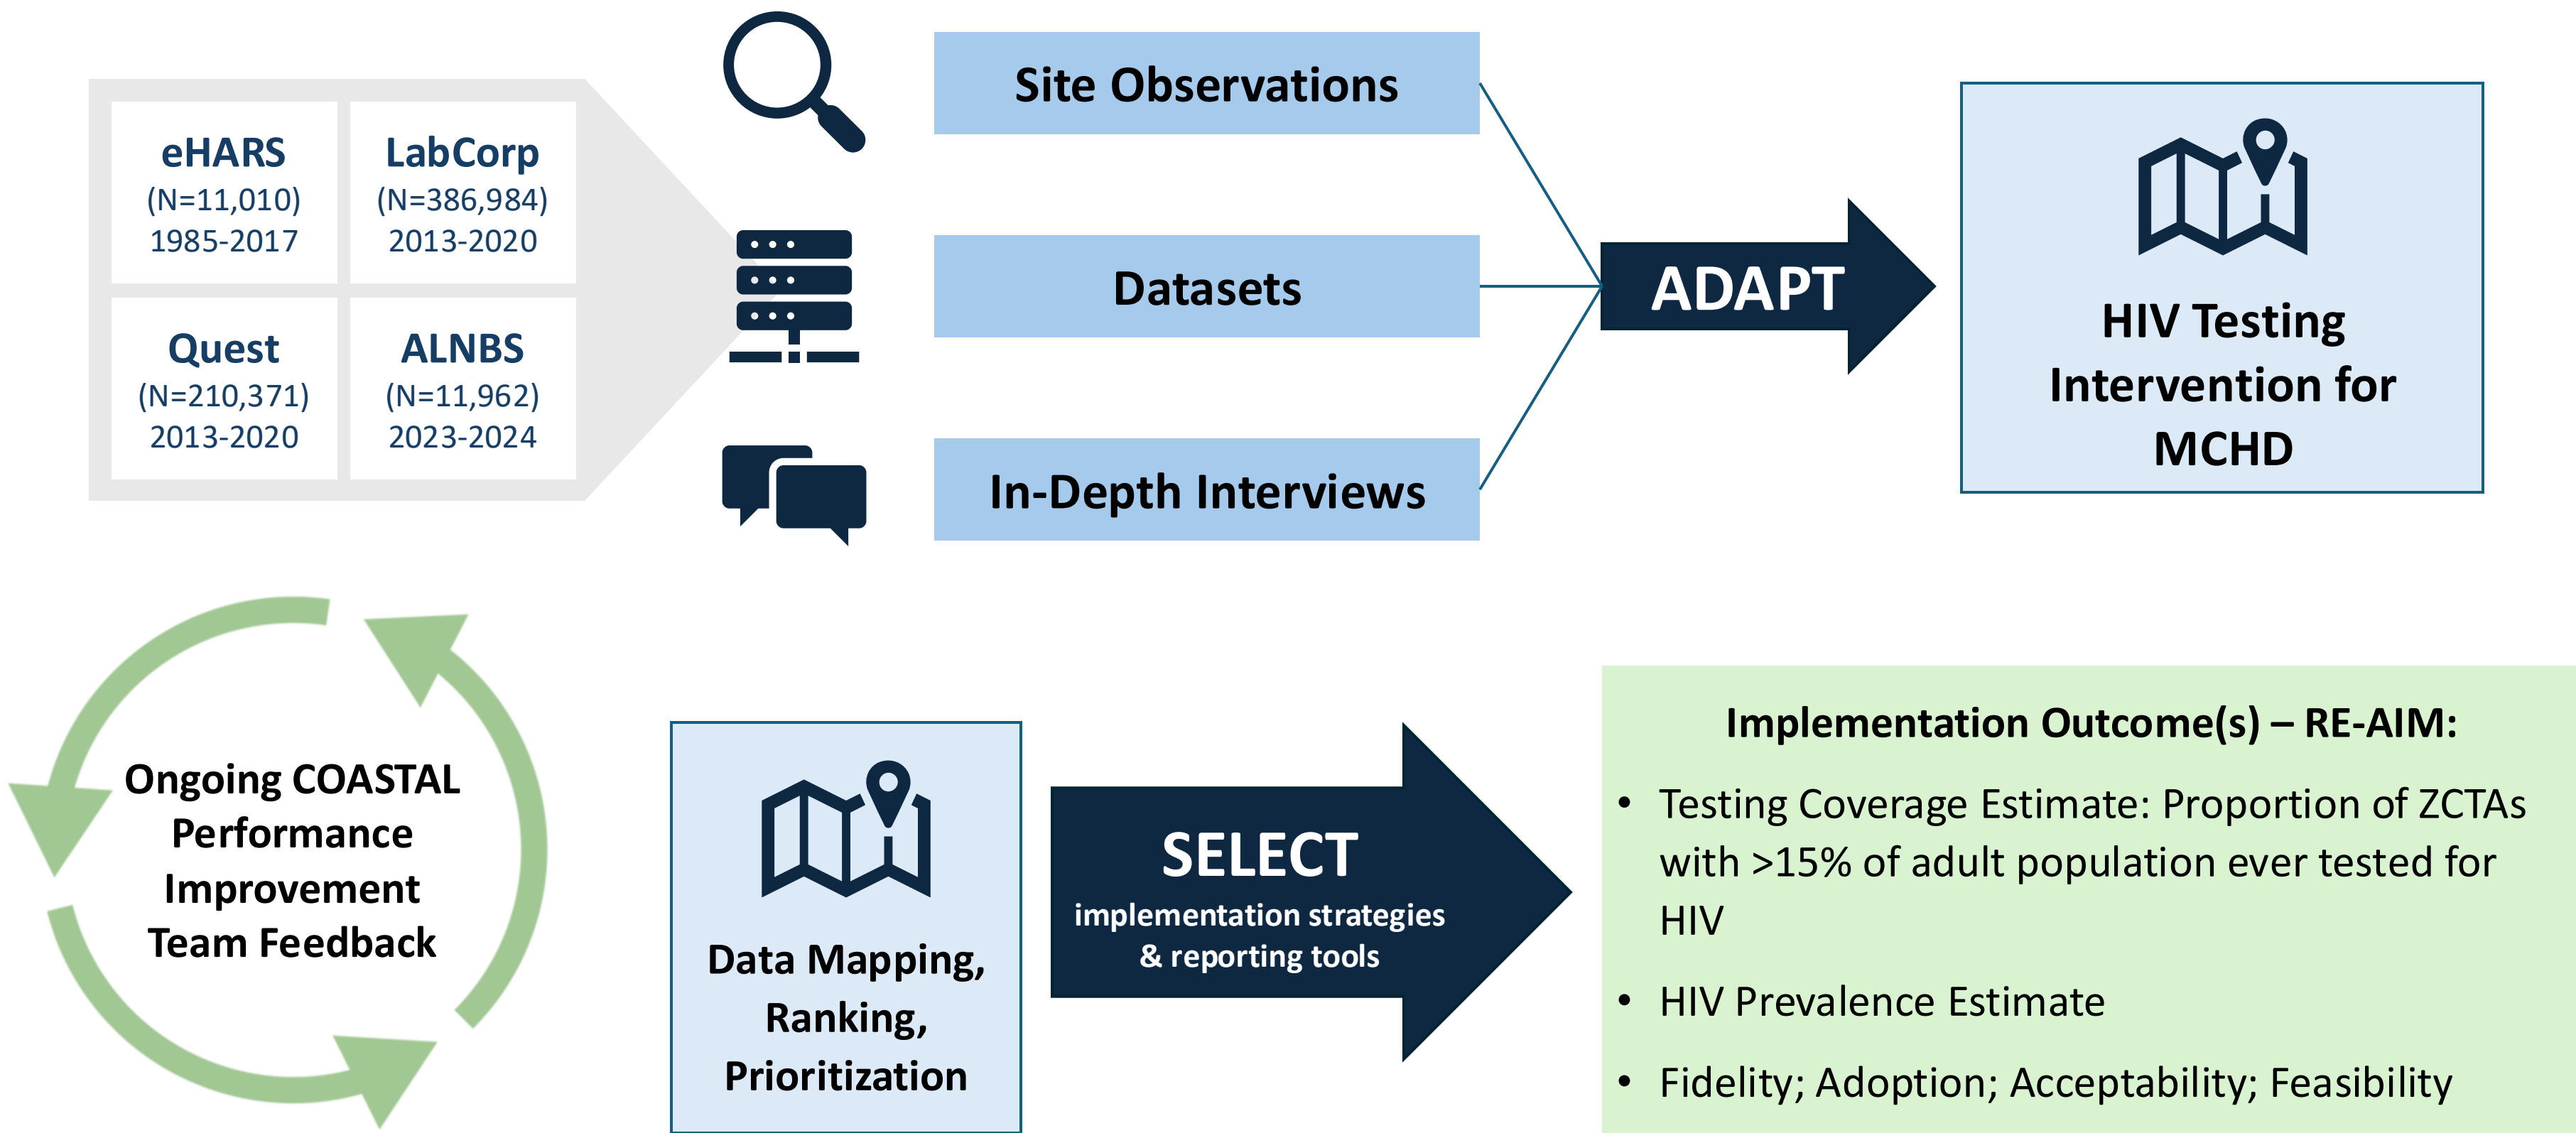 eHARS
(N=11,010)
1985-2017
LabCorp
(N=386,984)
2013-2020
Quest
(N=210,371)
2013-2020
ALNBS
(N=11,962)
2023-2024
Site Observations
Datasets
In-Depth Interviews
ADAPT
HIV Testing
Intervention for
MCHD
Ongoing COASTAL
Performance
Improvement
Team Feedback
Data Mapping,
Ranking,
Prioritization
SELECT
implementation strategies
& reporting tools
Implementation Outcome(s) – RE-AIM:
• Testing Coverage Estimate: Proportion of ZCTAs
with >15% of adult population ever tested for
HIV
• HIV Prevalence Estimate
• Fidelity; Adoption; Acceptability; Feasibility